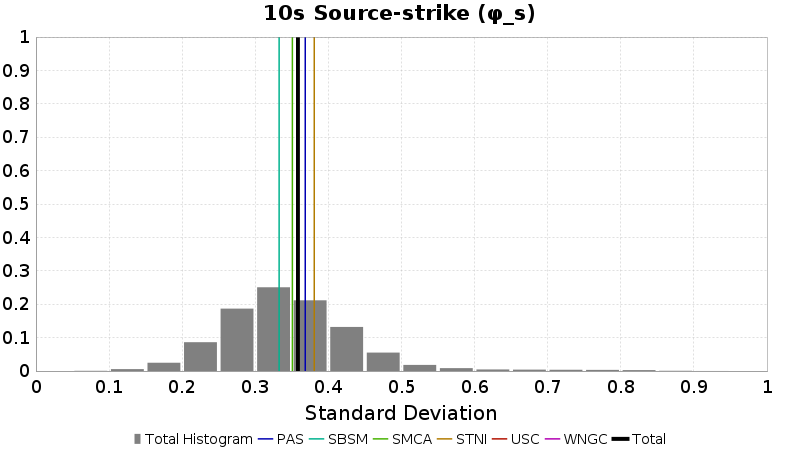 10s Source-strike (φ_s)
1
0.9
0.8
0.7
0.6
0.5
0.4
0.3
0.2
0.1
0
0 0.1 0.2 0.3 0.4 0.5 0.6 0.7 0.8 0.9 1
Standard Deviation
Total Histogram PAS SBSM SMCA STNI USC WNGC Total